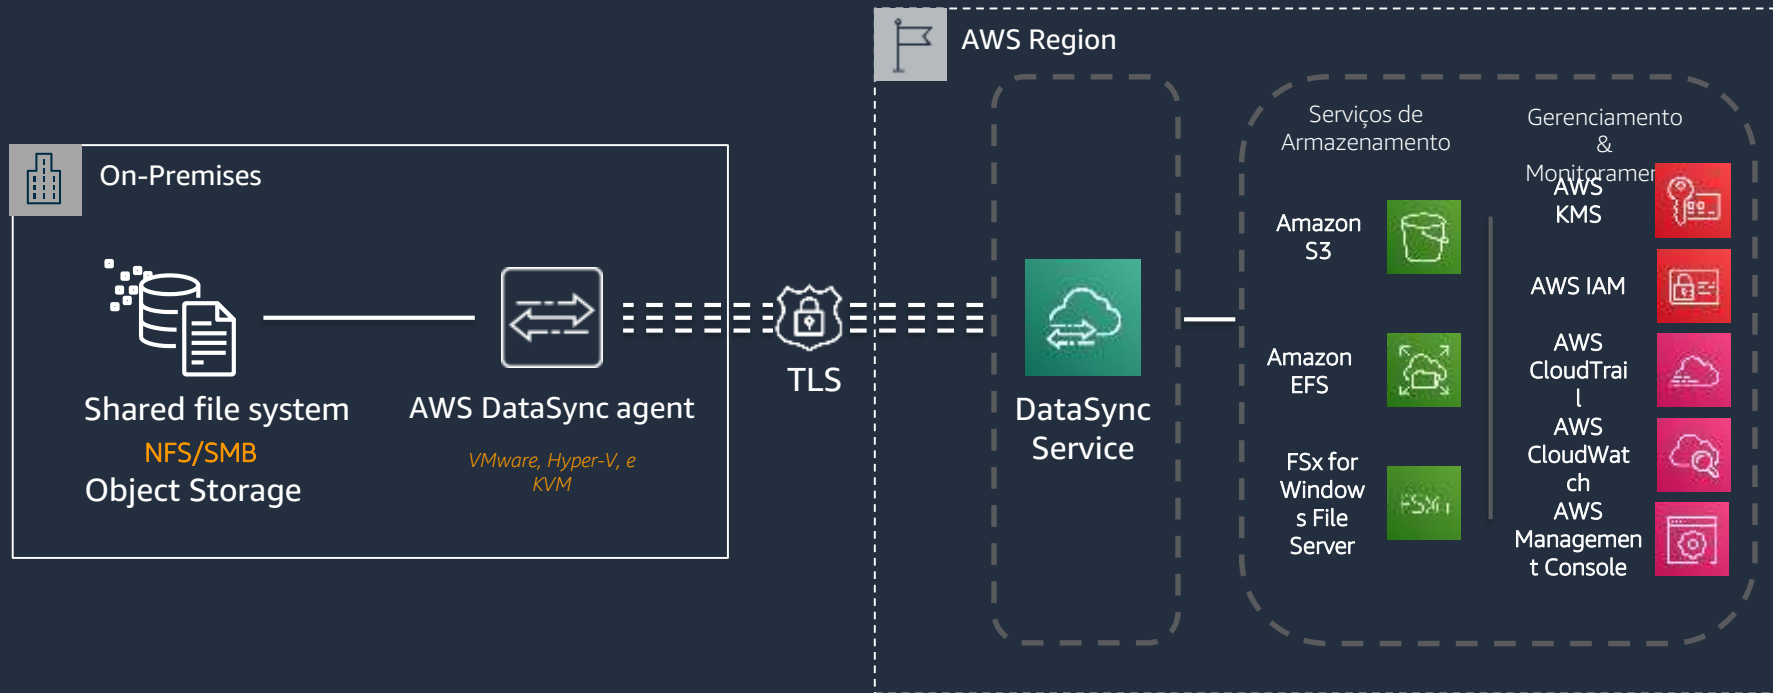 AWS Region
On-Premises
Shared file system
NFS/SMB
Object Storage
AWS DataSync agent
VMware, Hyper-V, e
KVM
TLS
DataSync
Service
Serviços de
Armazenamento
Amazon
S3
Amazon
EFS
FSx for
Window
s File
Server
FSx
Gerenciamento
&
Monitoramen
AWS
KMS
AWS IAM
AWS
CloudTrai
l
AWS
CloudWat
ch
AWS
Managemen
t Console